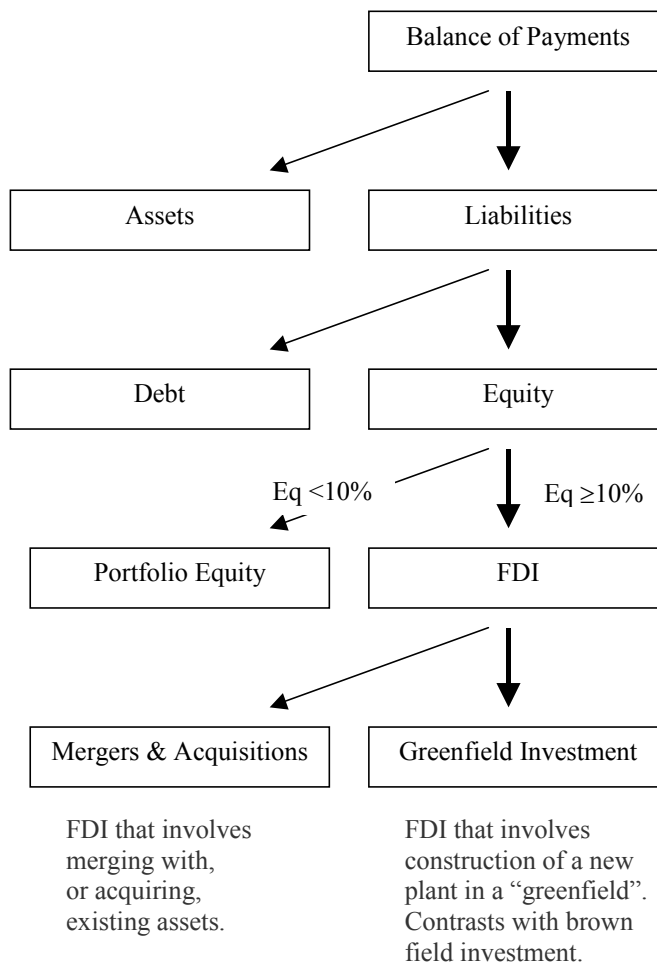 Balance of Payments
Assets
Liabilities
Debt
Equity
Eq <10%
Eq ≥10%
Portfolio Equity
FDI
Mergers & Acquisitions
Greenfield Investment
FDI that involves
merging with,
or acquiring,
existing assets.
FDI that involves
construction of a new
plant in a “greenfield”.
Contrasts with brown
field investment.